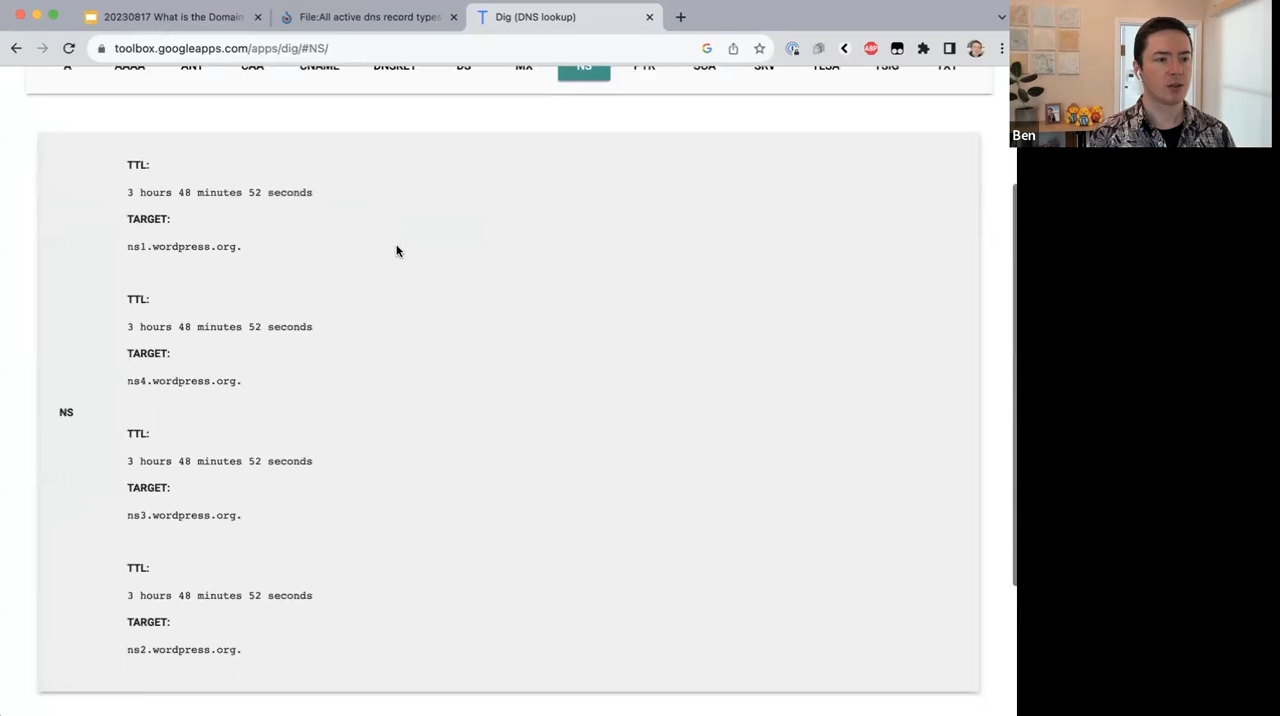 20230817 What is the Domain
File:All active dns record types
Dig (DNS lookup)
toolbox.googleapps.com/apps/dig/#NS/
ABP
A AAAA ANY CAA CNAME DNSKEY DS MX NS PTR SOA SRV TLSA TSIG TXT
Ben
TTL:
3 hours 48 minutes 52 seconds
TARGET:
ns1.wordpress.org.
TTL:
3 hours 48 minutes 52 seconds
TARGET:
ns4.wordpress.org.
NS
TTL:
3 hours 48 minutes 52 seconds
TARGET:
ns3.wordpress.org.
TTL:
3 hours 48 minutes 52 seconds
TARGET:
ns2.wordpress.org.